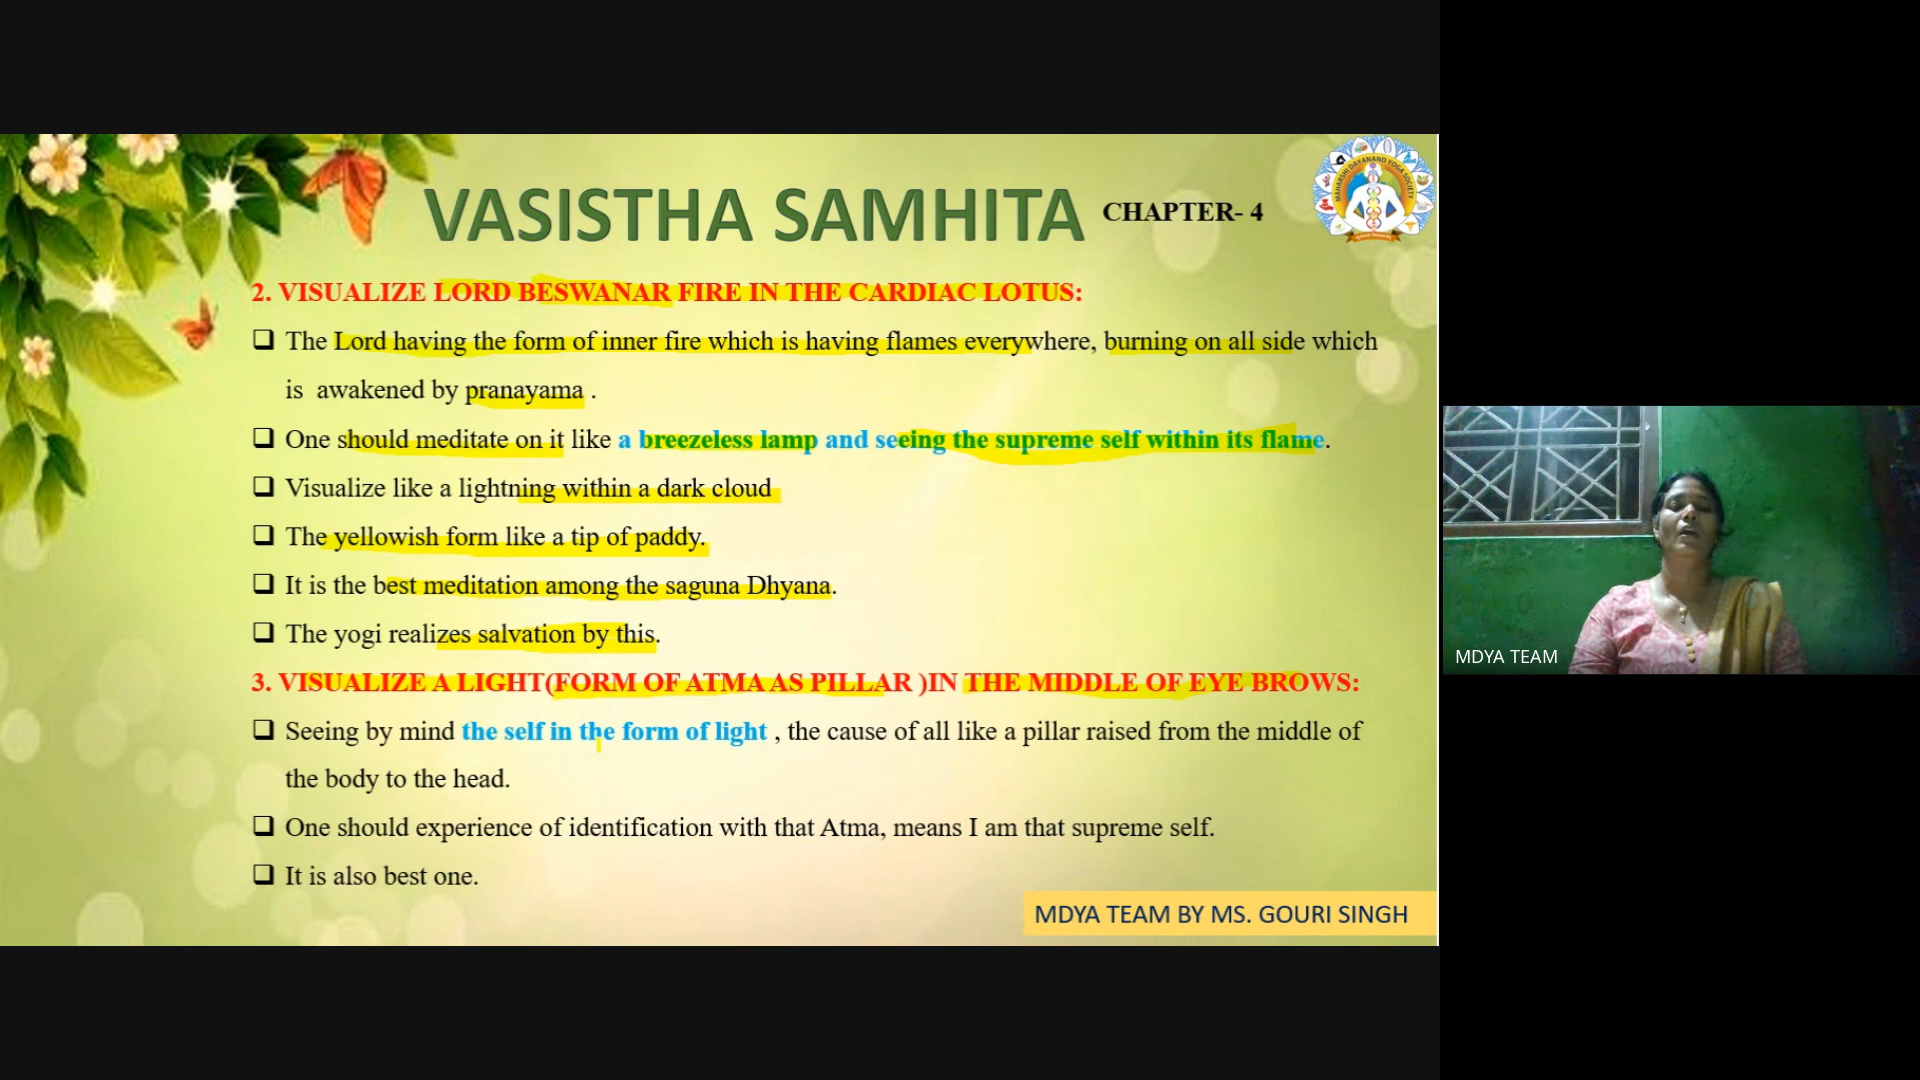 VASISTHA SAMHITA CHAPTER- 4
MAHARSHI DAYANAND YOGA SOCIETY
2. VISUALIZE LORD BESWANAR FIRE IN THE CARDIAC LOTUS:
❑ The Lord having the form of inner fire which is having flames everywhere, burning on all side which
is awakened by pranayama .
❑ One should meditate on it like a breezeless lamp and seeing the supreme self within its flame.
❑ Visualize like a lightning within a dark cloud
❑ The yellowish form like a tip of paddy.
❑ It is the best meditation among the saguna Dhyana.
❑ The yogi realizes salvation by this.
3. VISUALIZE A LIGHT(FORM OF ATMA AS PILLAR )IN THE MIDDLE OF EYE BROWS:
❑ Seeing by mind the self in the form of light , the cause of all like a pillar raised from the middle of
the body to the head.
❑ One should experience of identification with that Atma, means I am that supreme self.
❑ It is also best one.
MDYA TEAM BY MS. GOURI SINGH
MDYA TEAM